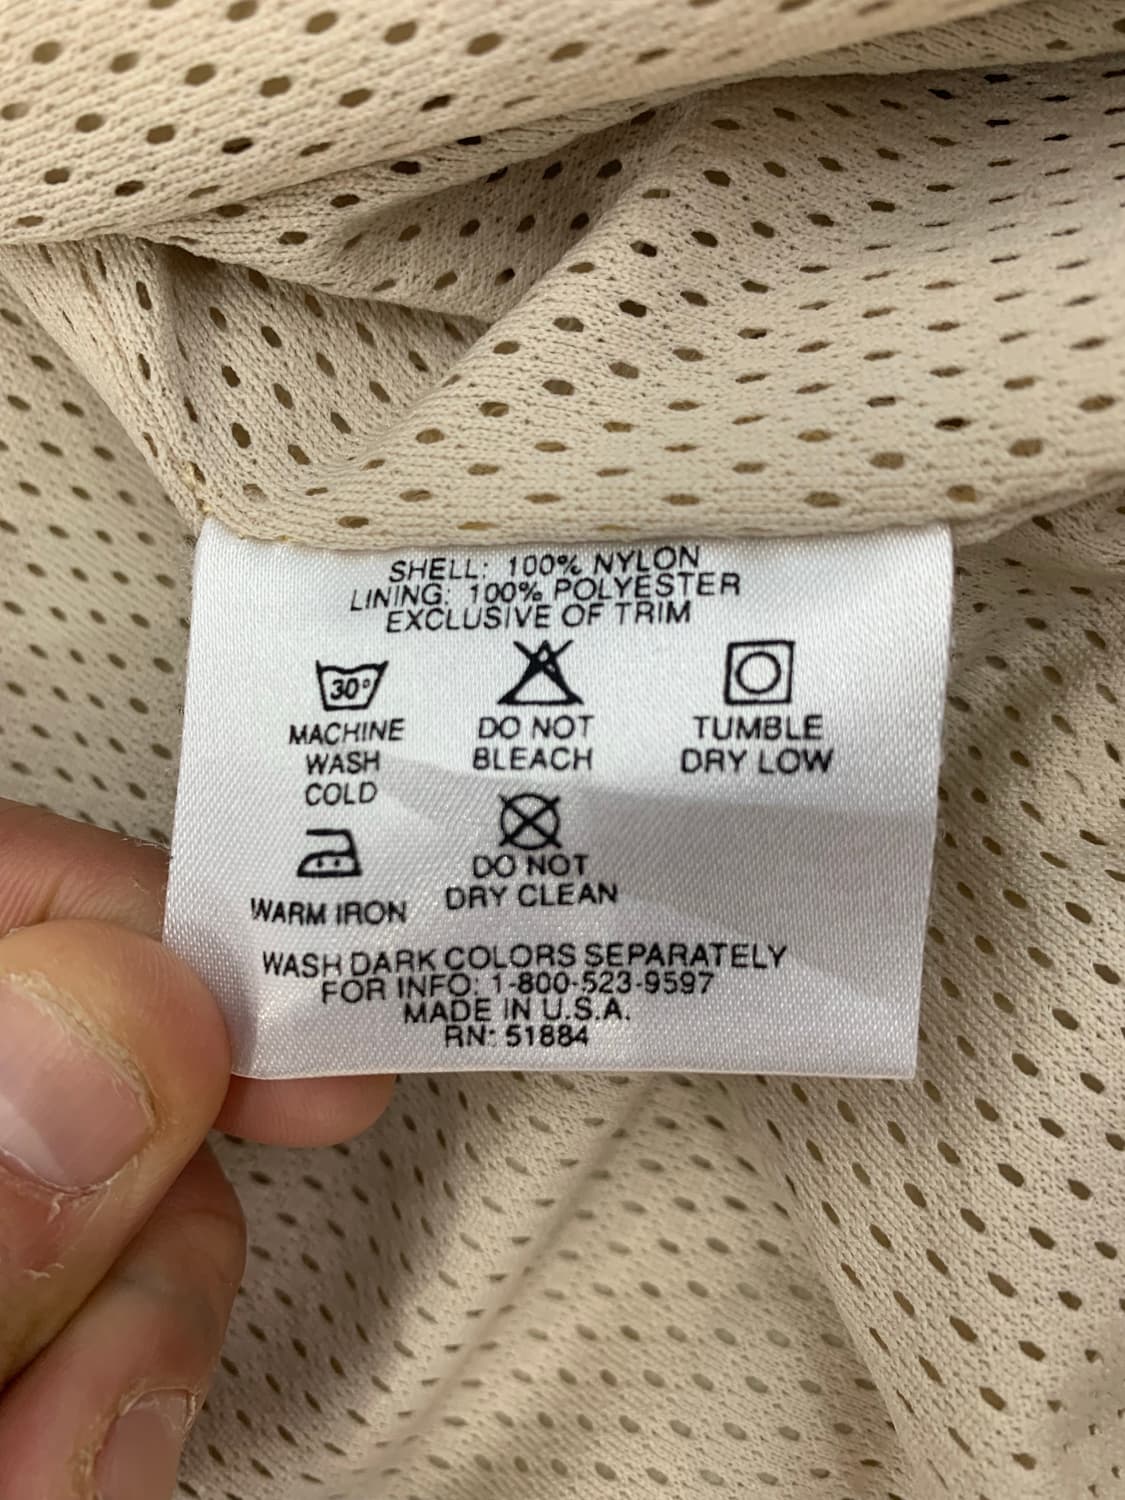 SHELL: 100% NYLON
LINING: 100% POLYESTER
EXCLUSIVE OF TRIM
30°
MACHINE
WASH
COLD
DO NOT
BLEACH
TUMBLE
DRY LOW
WARM IRON
DO NOT
DRY CLEAN
WASH DARK COLORS SEPARATELY
FOR INFO: 1-800-523-9597
MADE IN U.S.A.
RN: 51884